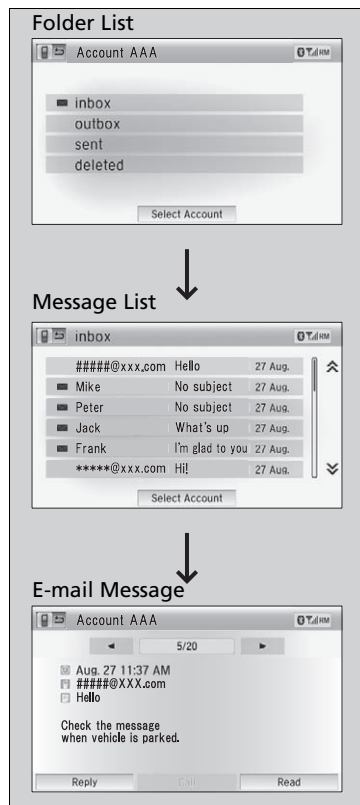 Folder List
Account AAA RM
inbox
outbox
sent
deleted
Select Account
Message List
inbox RM
#####@xxx.com Hello 27 Aug.
Mike No subject 27 Aug.
Peter No subject 27 Aug.
Jack What's up 27 Aug.
Frank I'm glad to you 27 Aug.
*****@xxx.com Hi! 27 Aug.
Select Account
E-mail Message
Account AAA RM
5/20
Aug. 27 11:37 AM
#####@XXX.com
Hello
Check the message
when vehicle is parked.
Reply Call Read